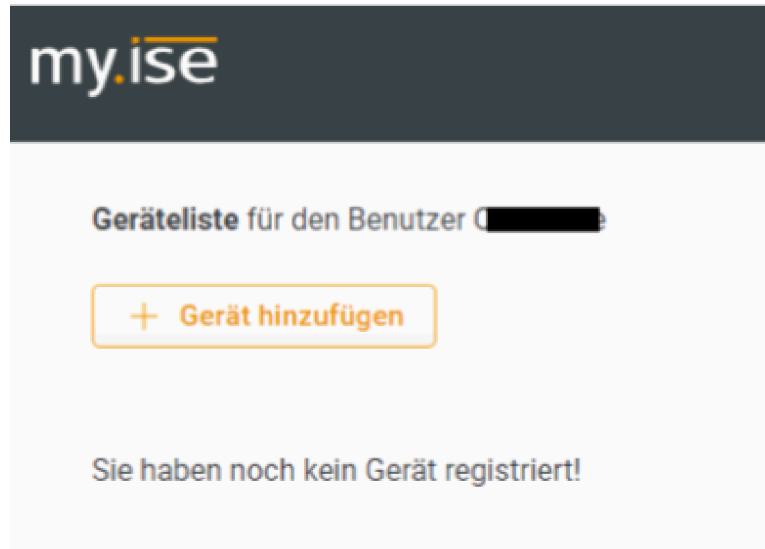 my.ise
Geräteliste für den Benutzer
+ Gerät hinzufügen
Sie haben noch kein Gerät registriert!